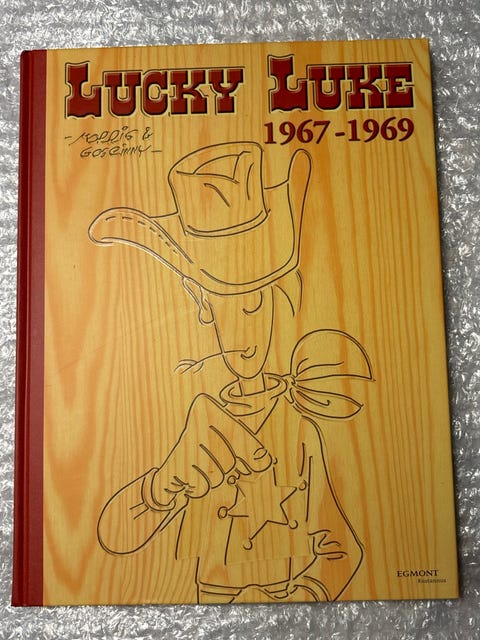 LUCKY LUKE
1967-1969
- MORRIS &
GOSCINNY -
EGMONT
Kustannus